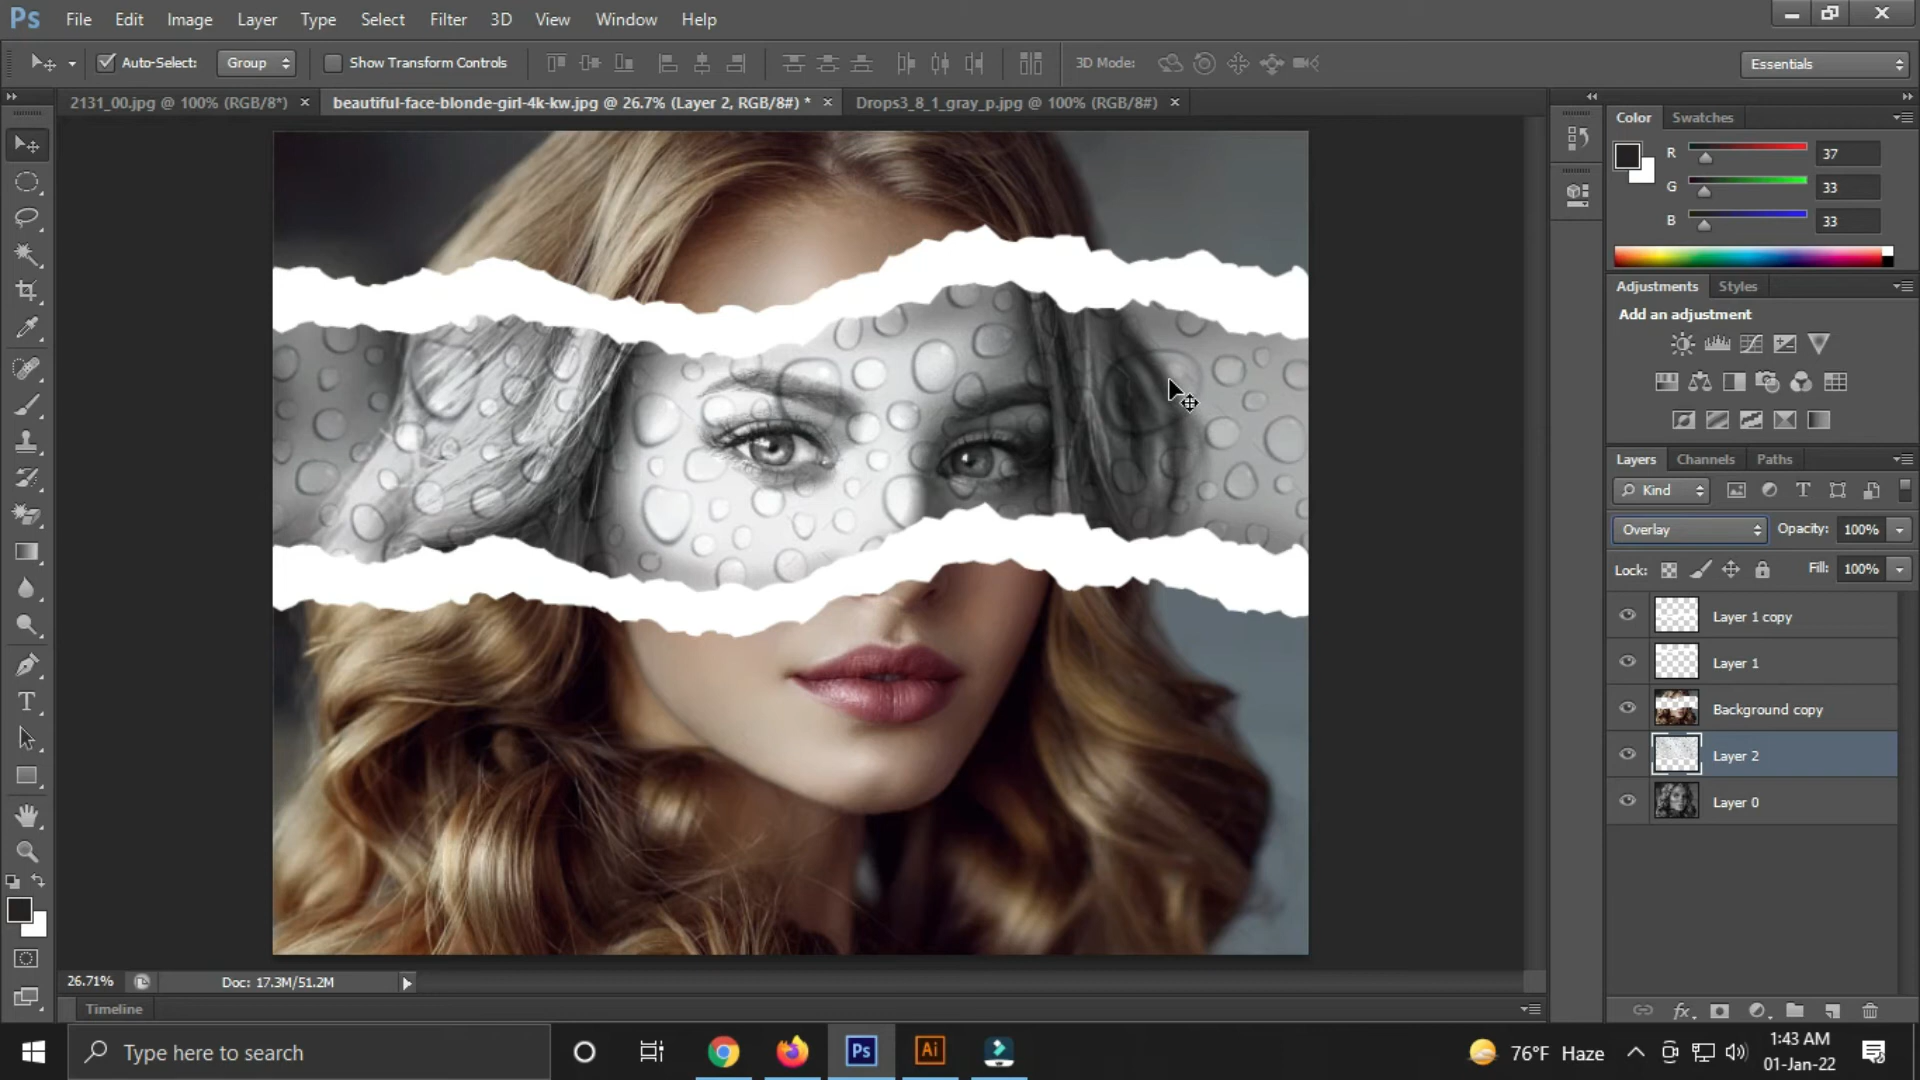 Ps File Edit Image Layer Type Select Filter 3D View Window Help
Auto-Select: Group Show Transform Controls 3D Mode: Essentials
2131_00.jpg @ 100% (RGB/8*) × beautiful-face-blonde-girl-4k-kw.jpg @ 26.7% (Layer 2, RGB/8#) * × Drops3_8_1_gray_p.jpg @ 100% (RGB/8#) ×
Color Swatches
R 37
G 33
B 33
Adjustments Styles
Add an adjustment
Layers Channels Paths
Kind
Overlay Opacity: 100%
Lock: Fill: 100%
Layer 1 copy
Layer 1
Background copy
Layer 2
Layer 0
26.71% Doc: 17.3M/51.2M
Timeline
Type here to search
Ps
Ai
76°F Haze
1:43 AM
01-Jan-22